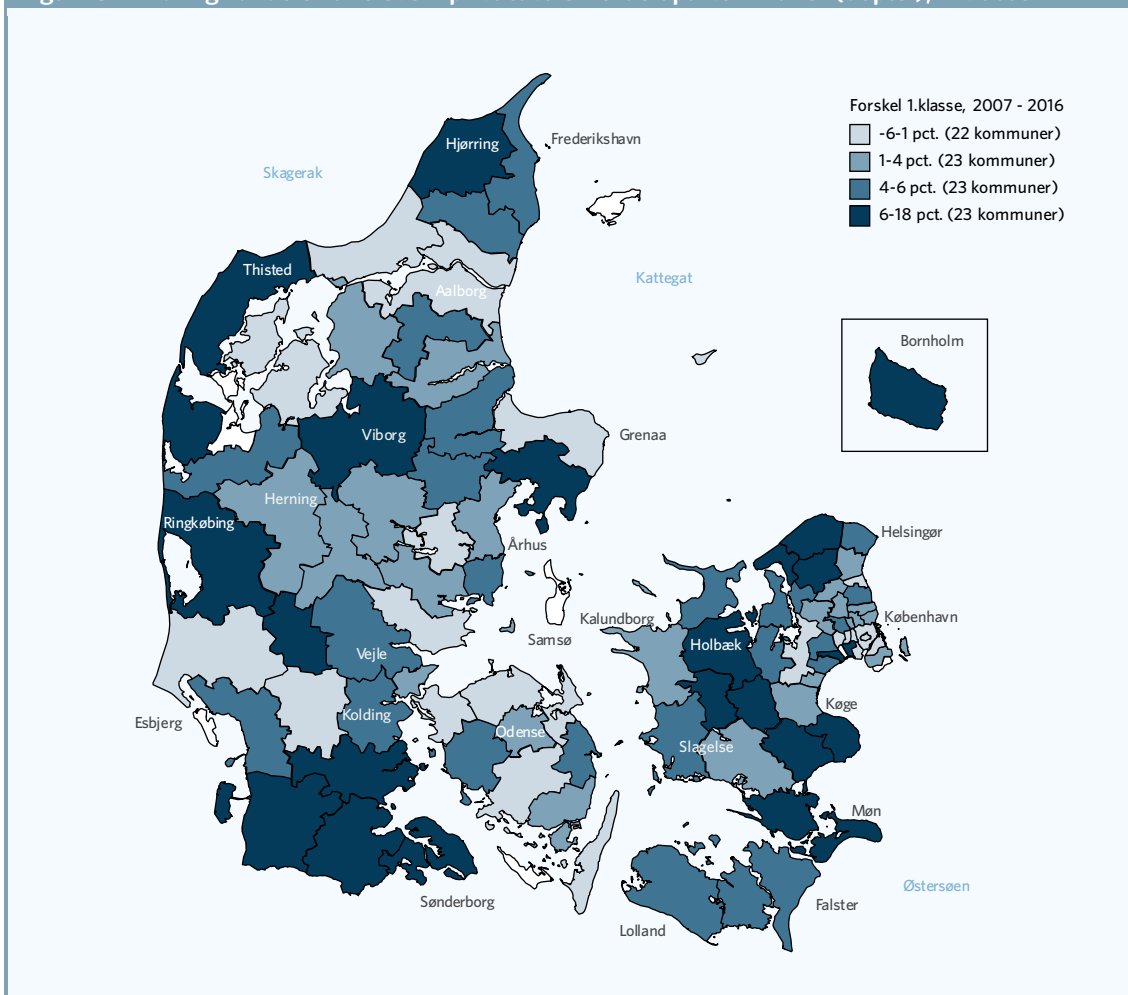 Forskel 1.klasse, 2007 - 2016
-6-1 pct. (22 kommuner)
1-4 pct. (23 kommuner)
4-6 pct. (23 kommuner)
6-18 pct. (23 kommuner)
Hjørring
Frederikshavn
Skagerak
Thisted
Kattegat
Aalborg
Bornholm
Viborg
Grenaa
Herning
Ringkøbing
Helsingør
Århus
Kalundborg
København
Samsø
Holbæk
Vejle
Køge
Esbjerg
Kolding
Odense
Slagelse
Møn
Østersøen
Sønderborg
Falster
Lolland